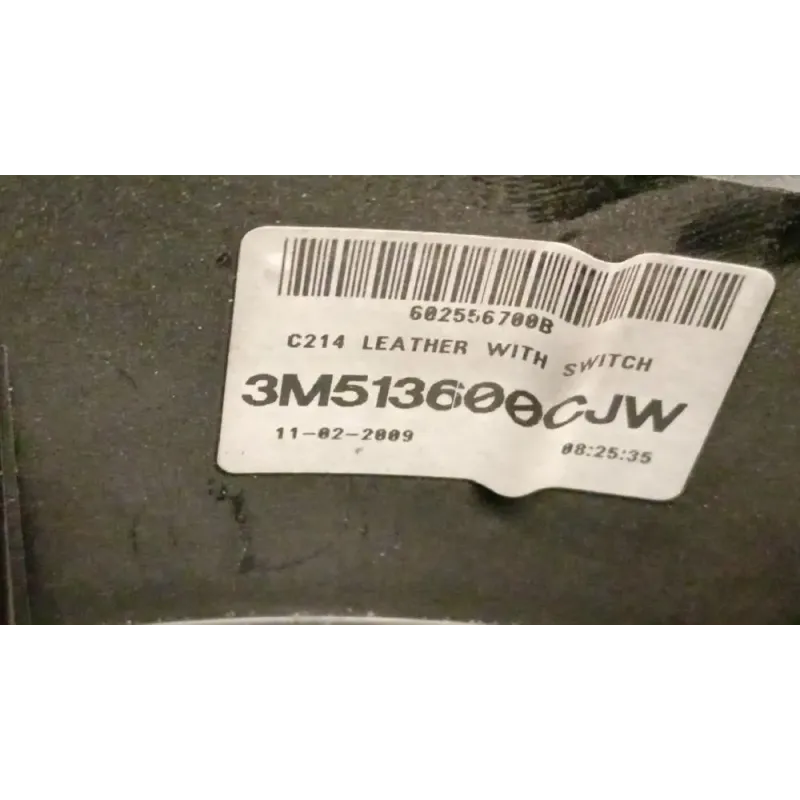 602556700B
C214 LEATHER WITH SWITCH
3M513600CJW
11-02-2009 08:25:35